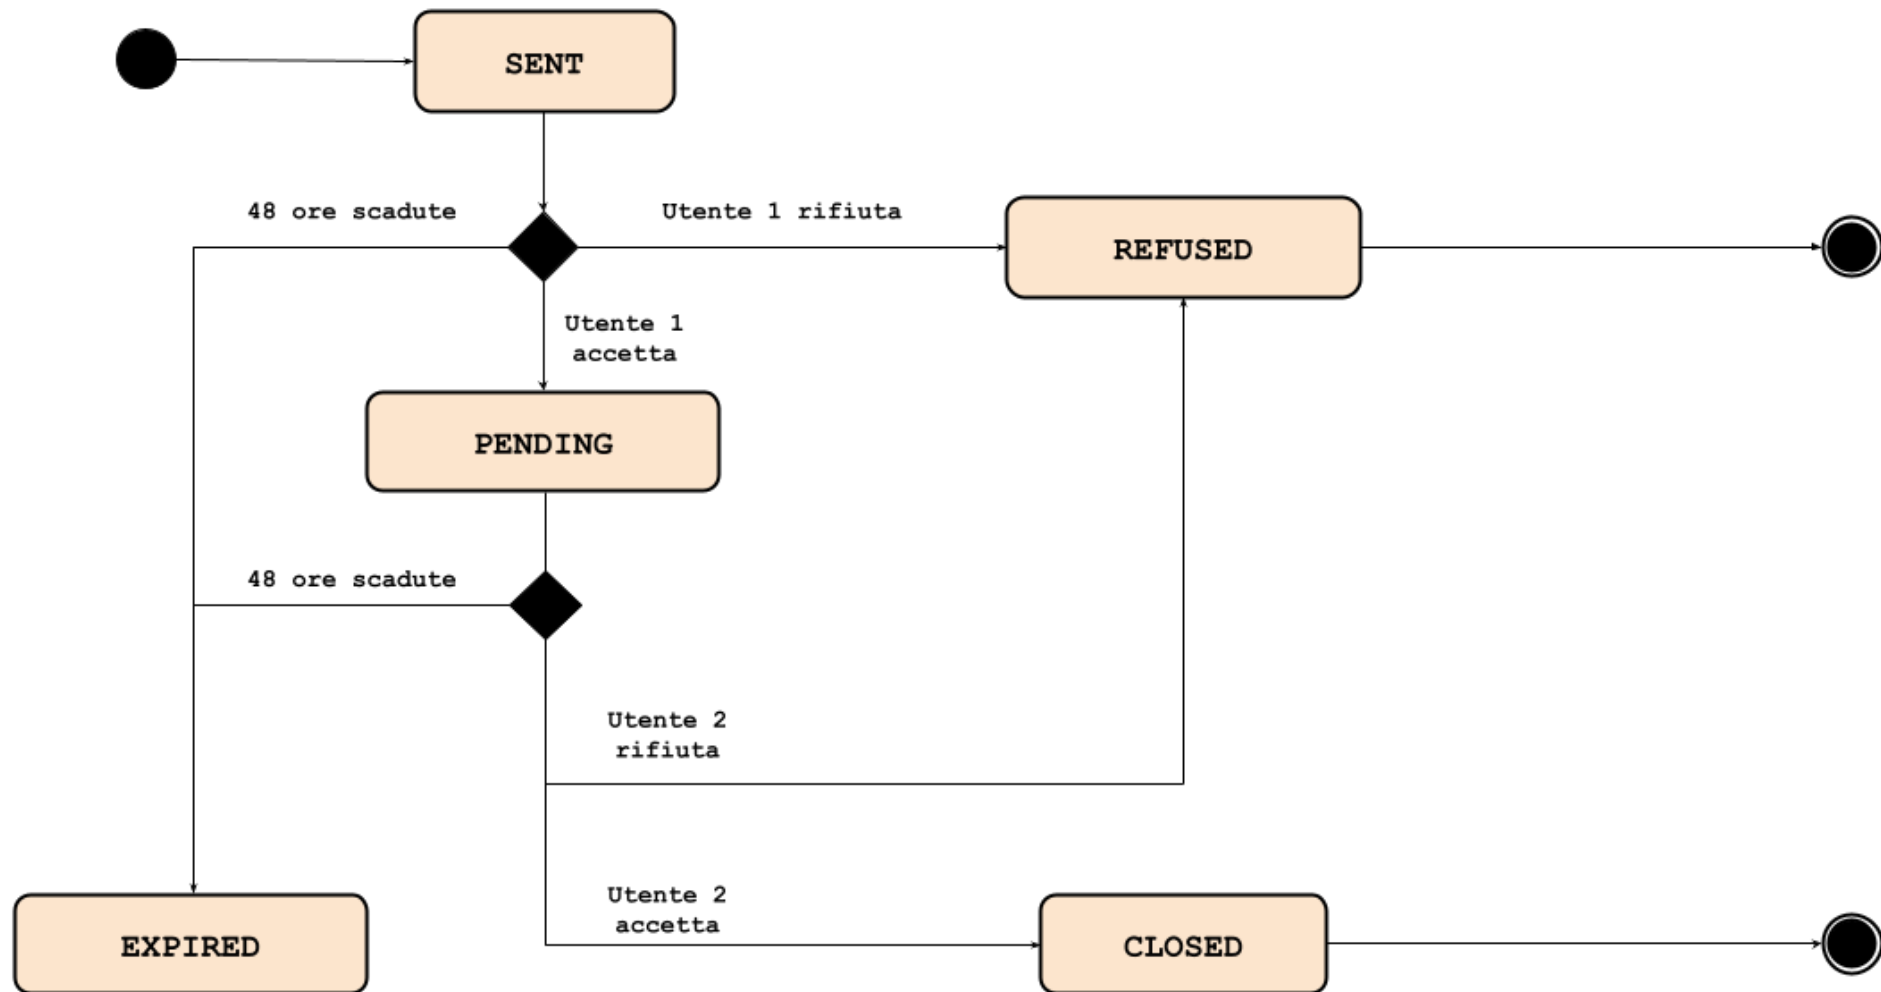 SENT
48 ore scadute
Utente 1 rifiuta
REFUSED
Utente 1
accetta
PENDING
48 ore scadute
Utente 2
rifiuta
Utente 2
accetta
EXPIRED
CLOSED